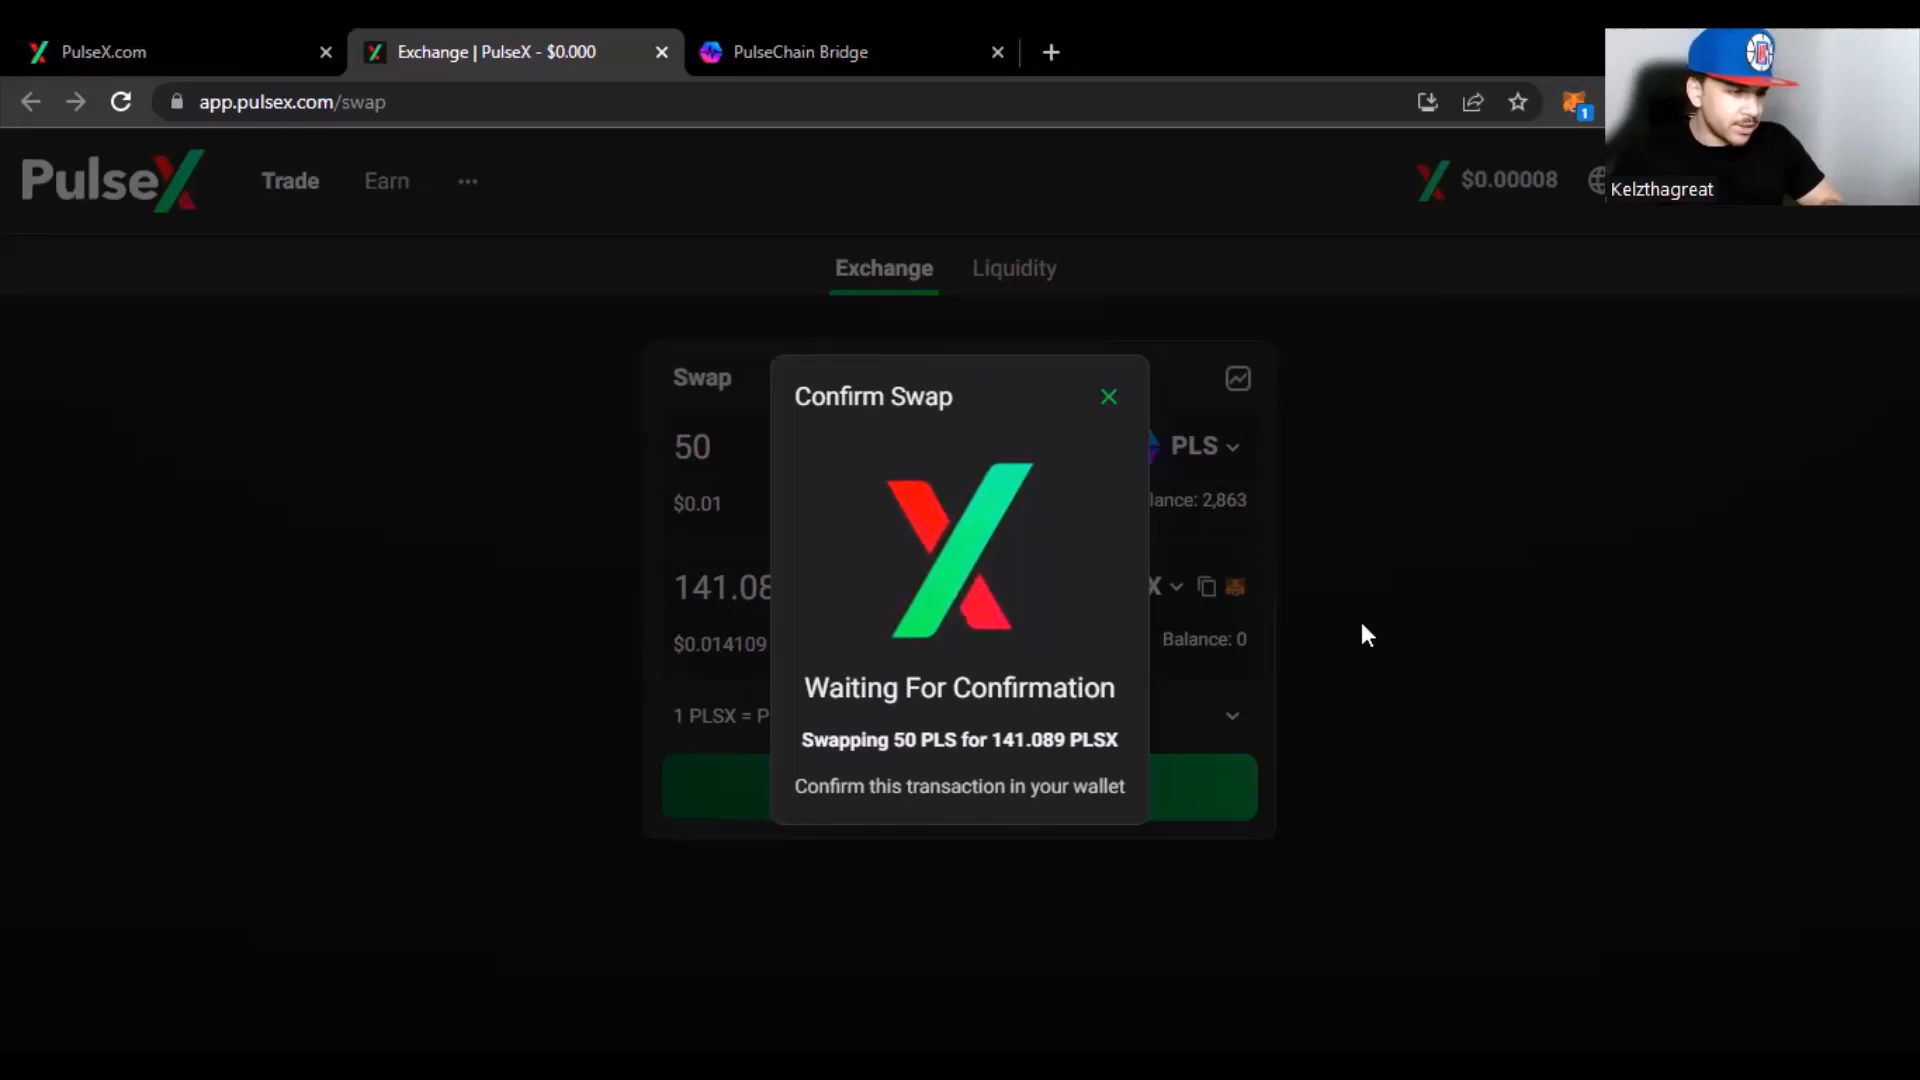 PulseX.com
Exchange | PulseX - $0.000
PulseChain Bridge
app.pulsex.com/swap
1
PulseX
Trade
Earn
$0.00008
Kelzthagreat
Exchange
Liquidity
Swap
Confirm Swap
50
PLS
$0.01
lance: 2,863
141.08
X
$0.014109
Balance: 0
Waiting For Confirmation
1 PLSX = P
Swapping 50 PLS for 141.089 PLSX
Confirm this transaction in your wallet